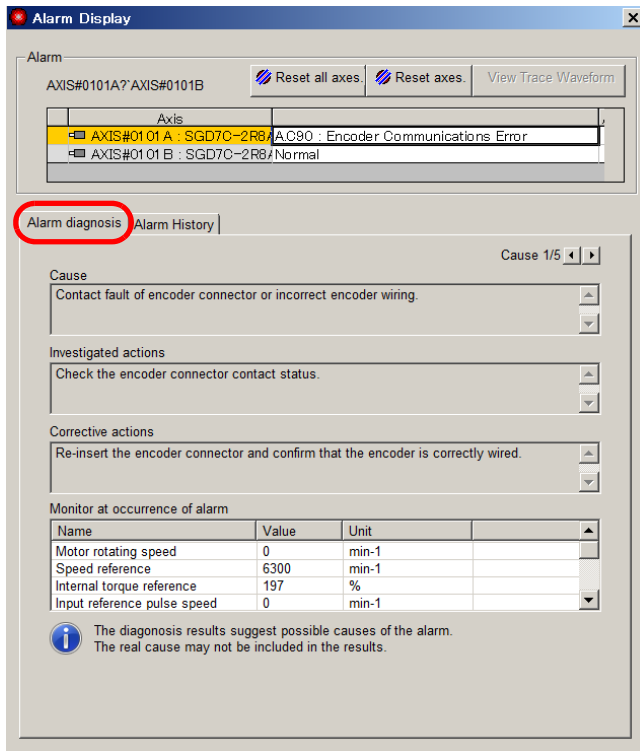 Alarm Display
Alarm
AXIS#0101A?`AXIS#0101B
Reset all axes.
Reset axes.
View Trace Waveform
Axis
AXIS#0101A : SGD7C-2R8A A.C90 : Encoder Communications Error
AXIS#0101B : SGD7C-2R8A Normal
Alarm diagnosis
Alarm History
Cause 1/5
Cause
Contact fault of encoder connector or incorrect encoder wiring.
Investigated actions
Check the encoder connector contact status.
Corrective actions
Re-insert the encoder connector and confirm that the encoder is correctly wired.
Monitor at occurrence of alarm
Name Value Unit
Motor rotating speed 0 min-1
Speed reference 6300 min-1
Internal torque reference 197 %
Input reference pulse speed 0 min-1
The diagonosis results suggest possible causes of the alarm.
The real cause may not be included in the results.